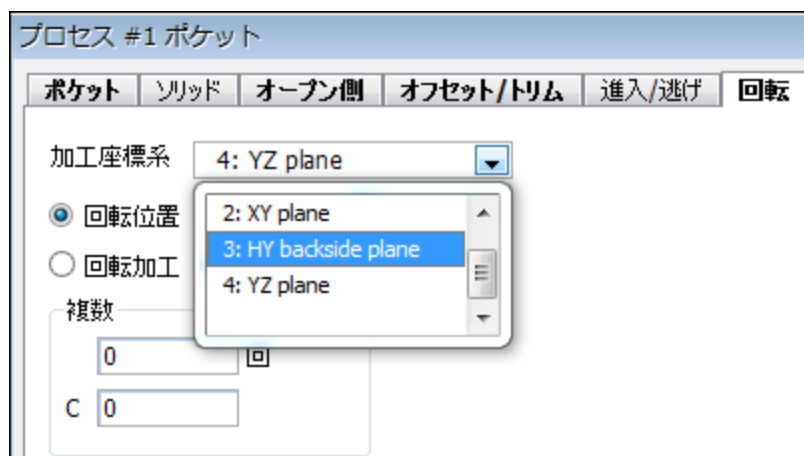 プロセス #1 ポケット
ポケット ソリッド オープン側 オフセット/トリム 進入/逃げ 回転
加工座標系 4: YZ plane
回転位置
2: XY plane
3: HY backside plane
回転加工
4: YZ plane
複数
0 回
C 0